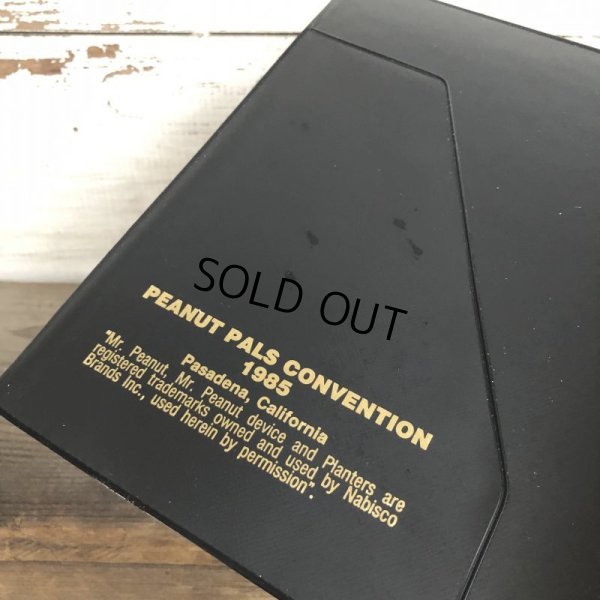 SOLD OUT
PEANUT PALS CONVENTION
1985
Pasadena, California
"Mr. Peanut, Mr. Peanut device and Planters are
registered trademarks owned and used by Nabisco
Brands Inc., used herein by permission".